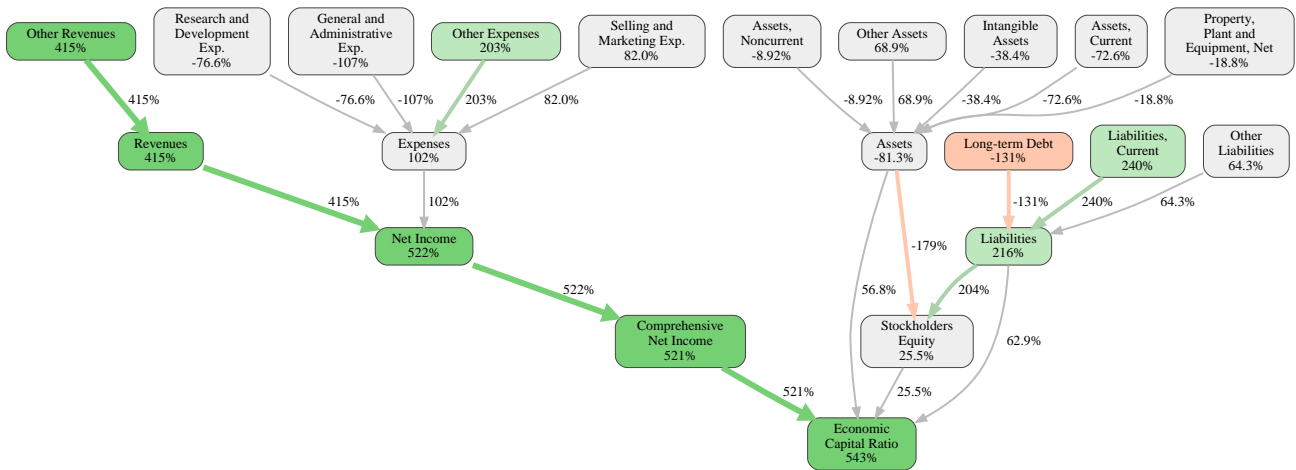 Other Revenues
415%
Research and
Development
Exp.
-76.6%
General and
Administrative
Exp.
-107%
Other Expenses
203%
Selling and
Marketing Exp.
82.0%
Assets,
Noncurrent
-8.92%
Other Assets
68.9%
Intangible
Assets
-38.4%
Assets,
Current
-72.6%
Property,
Plant and
Equipment, Net
-18.8%
415%
-76.6%
-107%
203%
82.0%
-8.92%
68.9%
-38.4%
-72.6%
-18.8%
Revenues
415%
Expenses
102%
Assets
-81.3%
Long-term Debt
-131%
Liabilities,
Current
240%
Other
Liabilities
64.3%
415%
102%
-131%
240%
64.3%
Net Income
522%
-179%
Liabilities
216%
522%
56.8%
204%
62.9%
Comprehensive
Net Income
521%
Stockholders
Equity
25.5%
521%
25.5%
Economic
Capital Ratio
543%